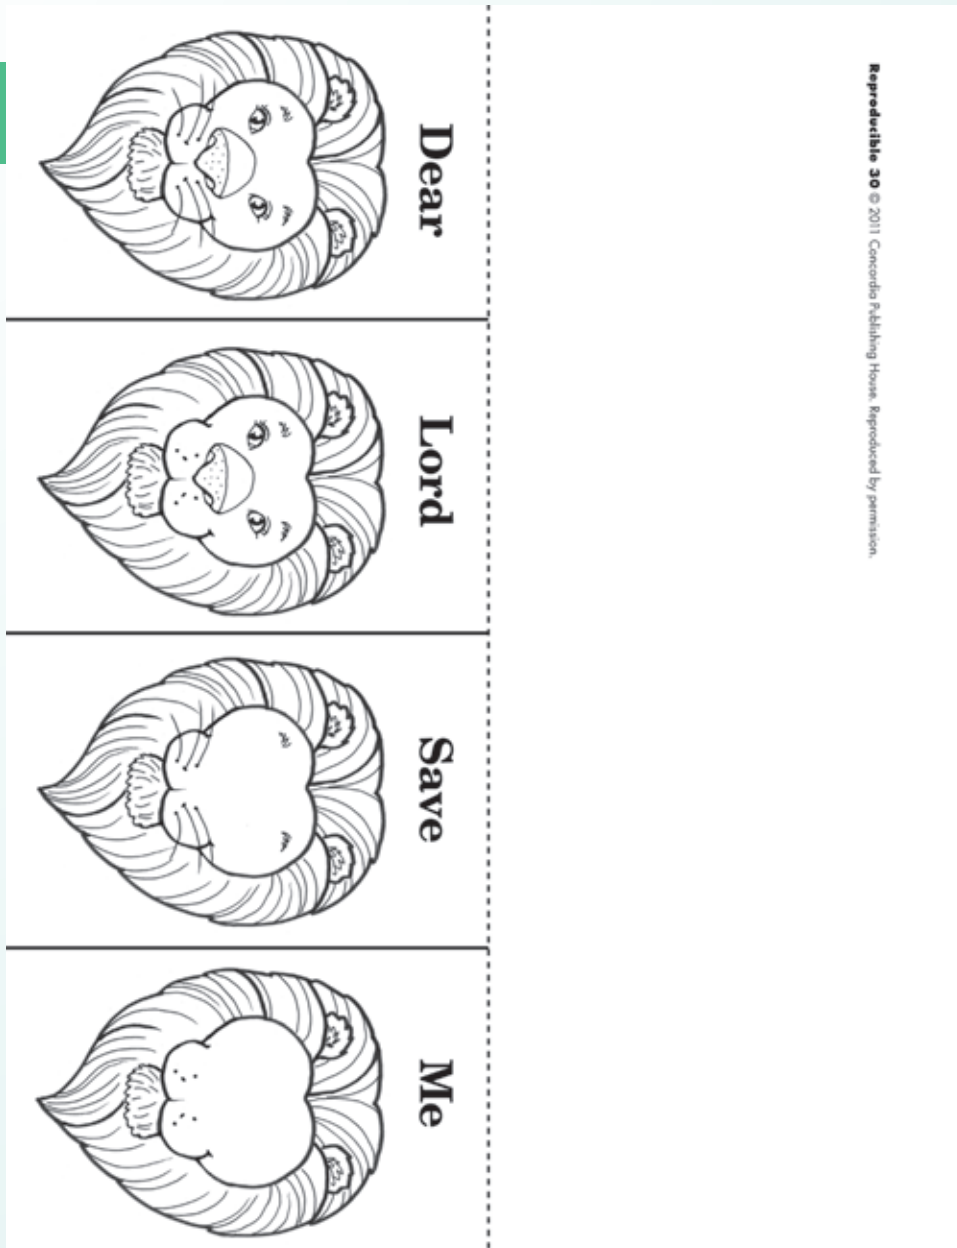 Reproducible 30 © 2011 Concordia Publishing House. Reproduced by permission.
Dear
Lord
Save
Me